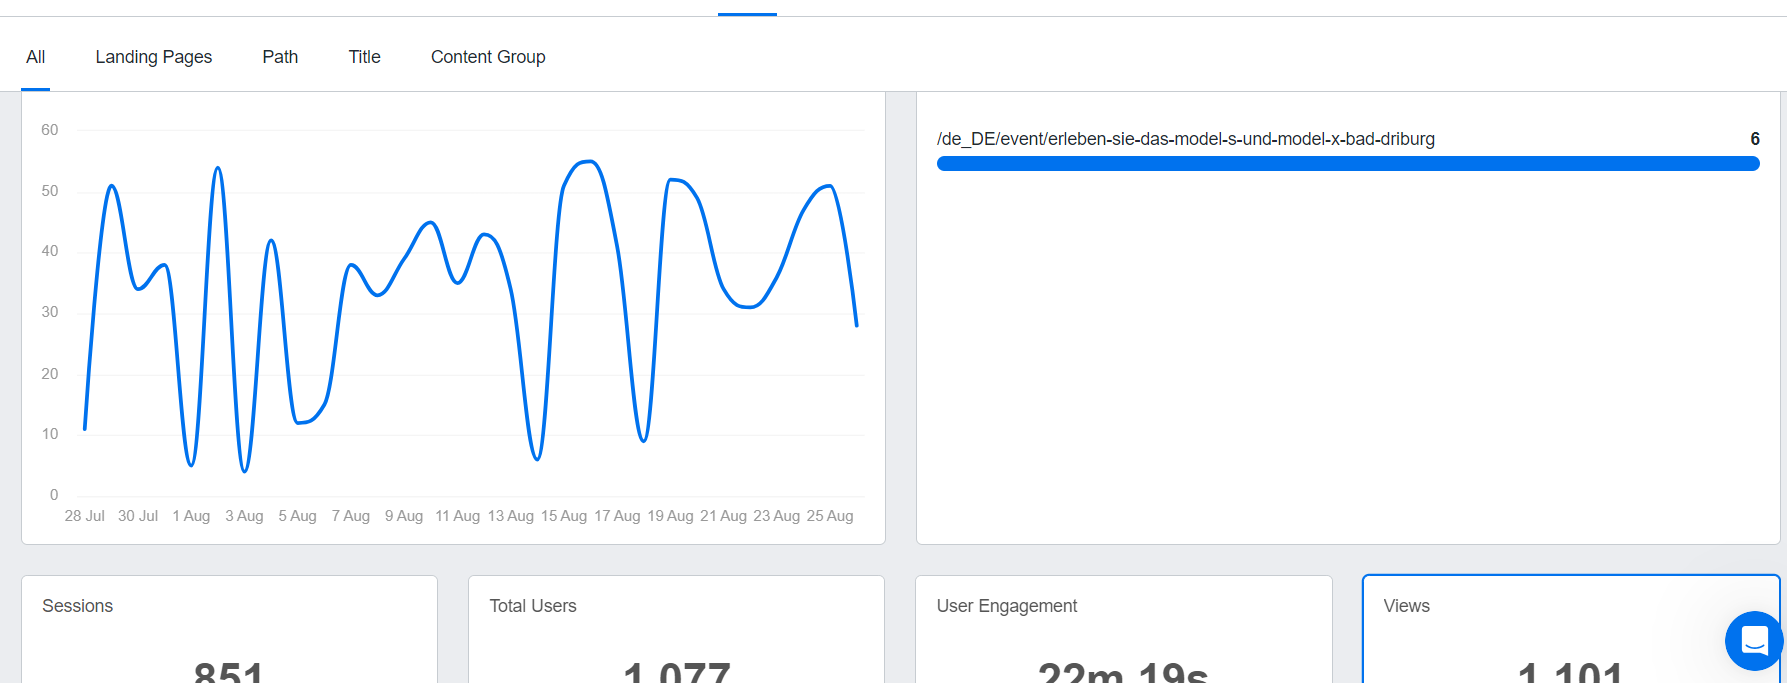 All Landing Pages Path Title Content Group
60
50
40
30
20
10
0
28 Jul 30 Jul 1 Aug 3 Aug 5 Aug 7 Aug 9 Aug 11 Aug 13 Aug 15 Aug 17 Aug 19 Aug 21 Aug 23 Aug 25 Aug
/de_DE/event/erleben-sie-das-model-s-und-model-x-bad-driburg 6
Sessions
851
Total Users
1,077
User Engagement
22m 19s
Views
1,101